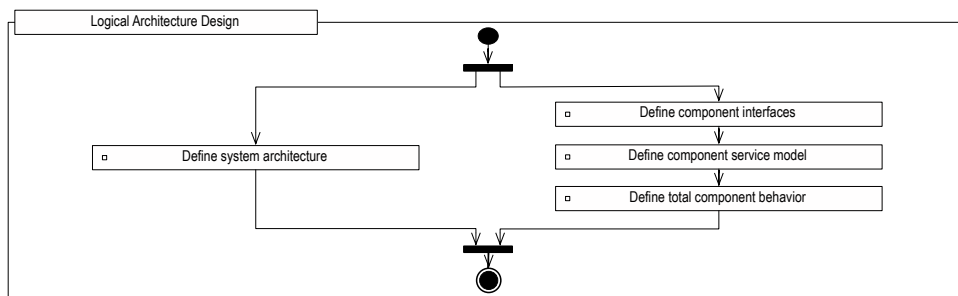 Logical Architecture Design
Define component interfaces
Define system architecture
Define component service model
Define total component behavior